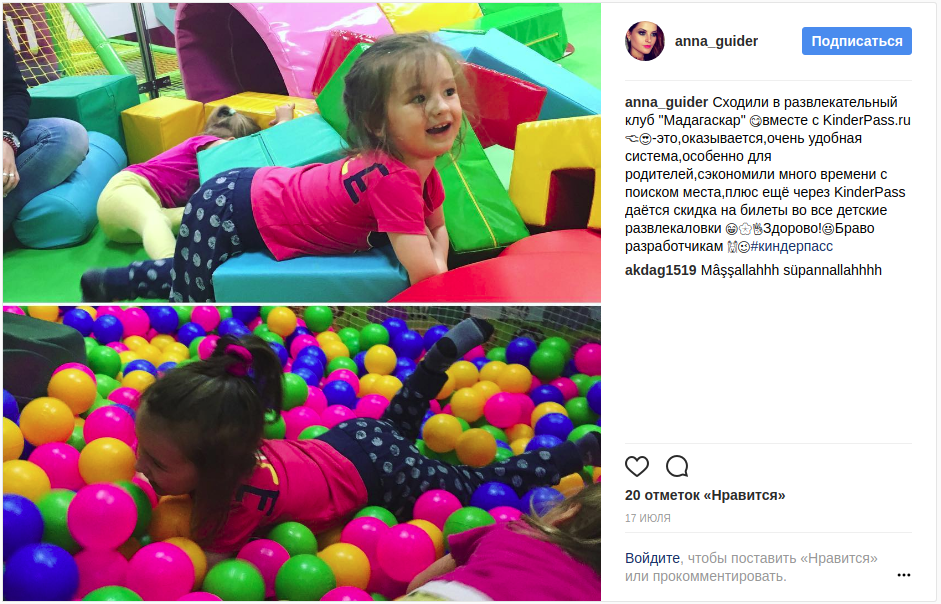 anna_guider
Подписаться
anna_guider Сходили в развлекательный
клуб "Мадагаскар" 😋вместе с KinderPass.ru
👈😍-это,оказывается,очень удобная
система,особенно для
родителей,сэкономили много времени с
поиском места,плюс ещё через KinderPass
даётся скидка на билеты во все детские
развлекаловки Здорово!Браво
разработчикам #киндерпасс
akdag1519 Mâşşallahhh süpannallahhhh
20 отметок «Нравится»
17 ИЮЛЯ
Войдите, чтобы поставить «Нравится»
или прокомментировать.